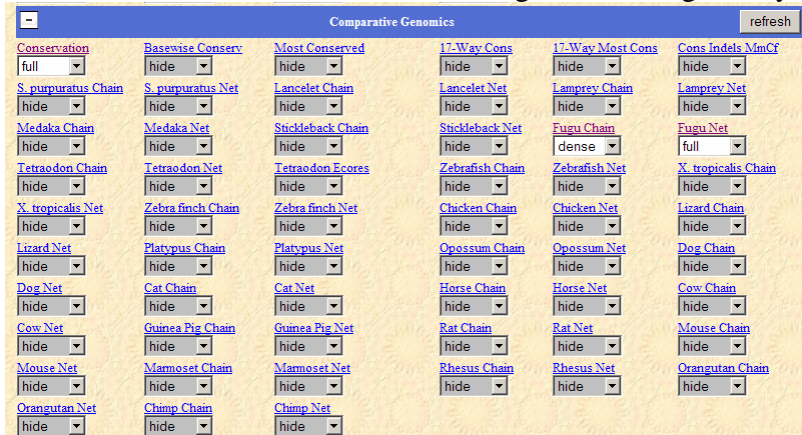 - Comparative Genomics refresh
Conservation Basewise Conserv Most Conserved 17-Way Cons 17-Way Most Cons Cons Indels MmCf
full hide hide hide hide hide
S. purpuratus Chain S. purpuratus Net Lancelet Chain Lancelet Net Lamprey Chain Lamprey Net
hide hide hide hide hide hide
Medaka Chain Medaka Net Stickleback Chain Stickleback Net Fugu Chain Fugu Net
hide hide hide hide dense full
Tetraodon Chain Tetraodon Net Tetraodon Ecores Zebrafish Chain Zebrafish Net X. tropicalis Chain
hide hide hide hide hide hide
X. tropicalis Net Zebra finch Chain Zebra finch Net Chicken Chain Chicken Net Lizard Chain
hide hide hide hide hide hide
Lizard Net Platypus Chain Platypus Net Opossum Chain Opossum Net Dog Chain
hide hide hide hide hide hide
Dog Net Cat Chain Cat Net Horse Chain Horse Net Cow Chain
hide hide hide hide hide hide
Cow Net Guinea Pig Chain Guinea Pig Net Rat Chain Rat Net Mouse Chain
hide hide hide hide hide hide
Mouse Net Marmoset Chain Marmoset Net Rhesus Chain Rhesus Net Orangutan Chain
hide hide hide hide hide hide
Orangutan Net Chimp Chain Chimp Net
hide hide hide